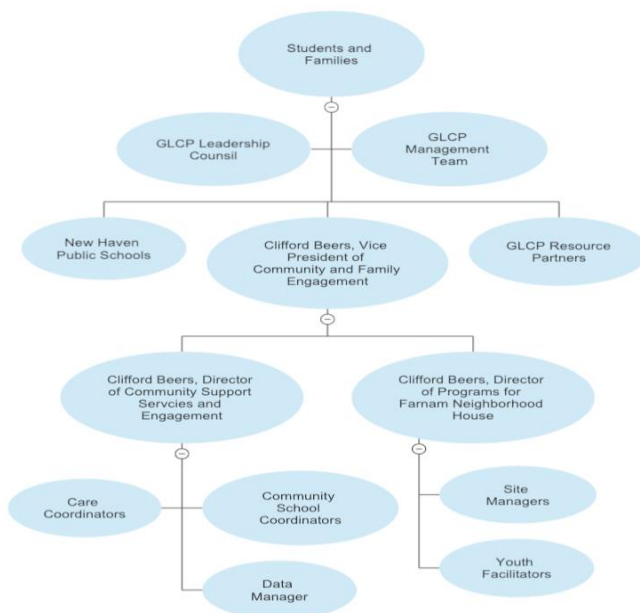 Students and
Families
GLCP Leadership
Counsil
GLCP
Management
Team
New Haven
Public Schools
Clifford Beers, Vice
President of
Community and Family
Engagement
GLCP Resource
Partners
Clifford Beers, Director
of Community Support
Servcies and
Engagement
Clifford Beers, Director
of Programs for
Farnam Neighborhood
House
Care
Coordinators
Community
School
Coordinators
Site
Managers
Data
Manager
Youth
Facilitators